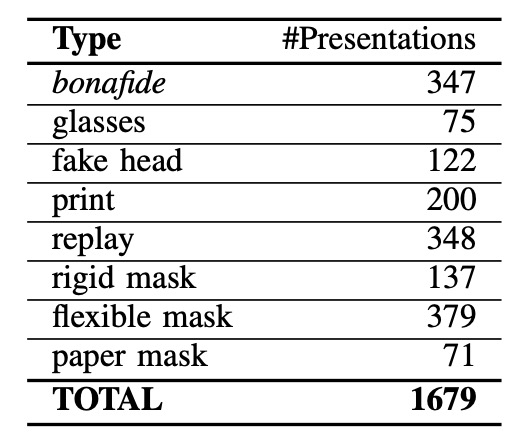 Type #Presentations
bonafide 347
glasses 75
fake head 122
print 200
replay 348
rigid mask 137
flexible mask 379
paper mask 71
TOTAL 1679